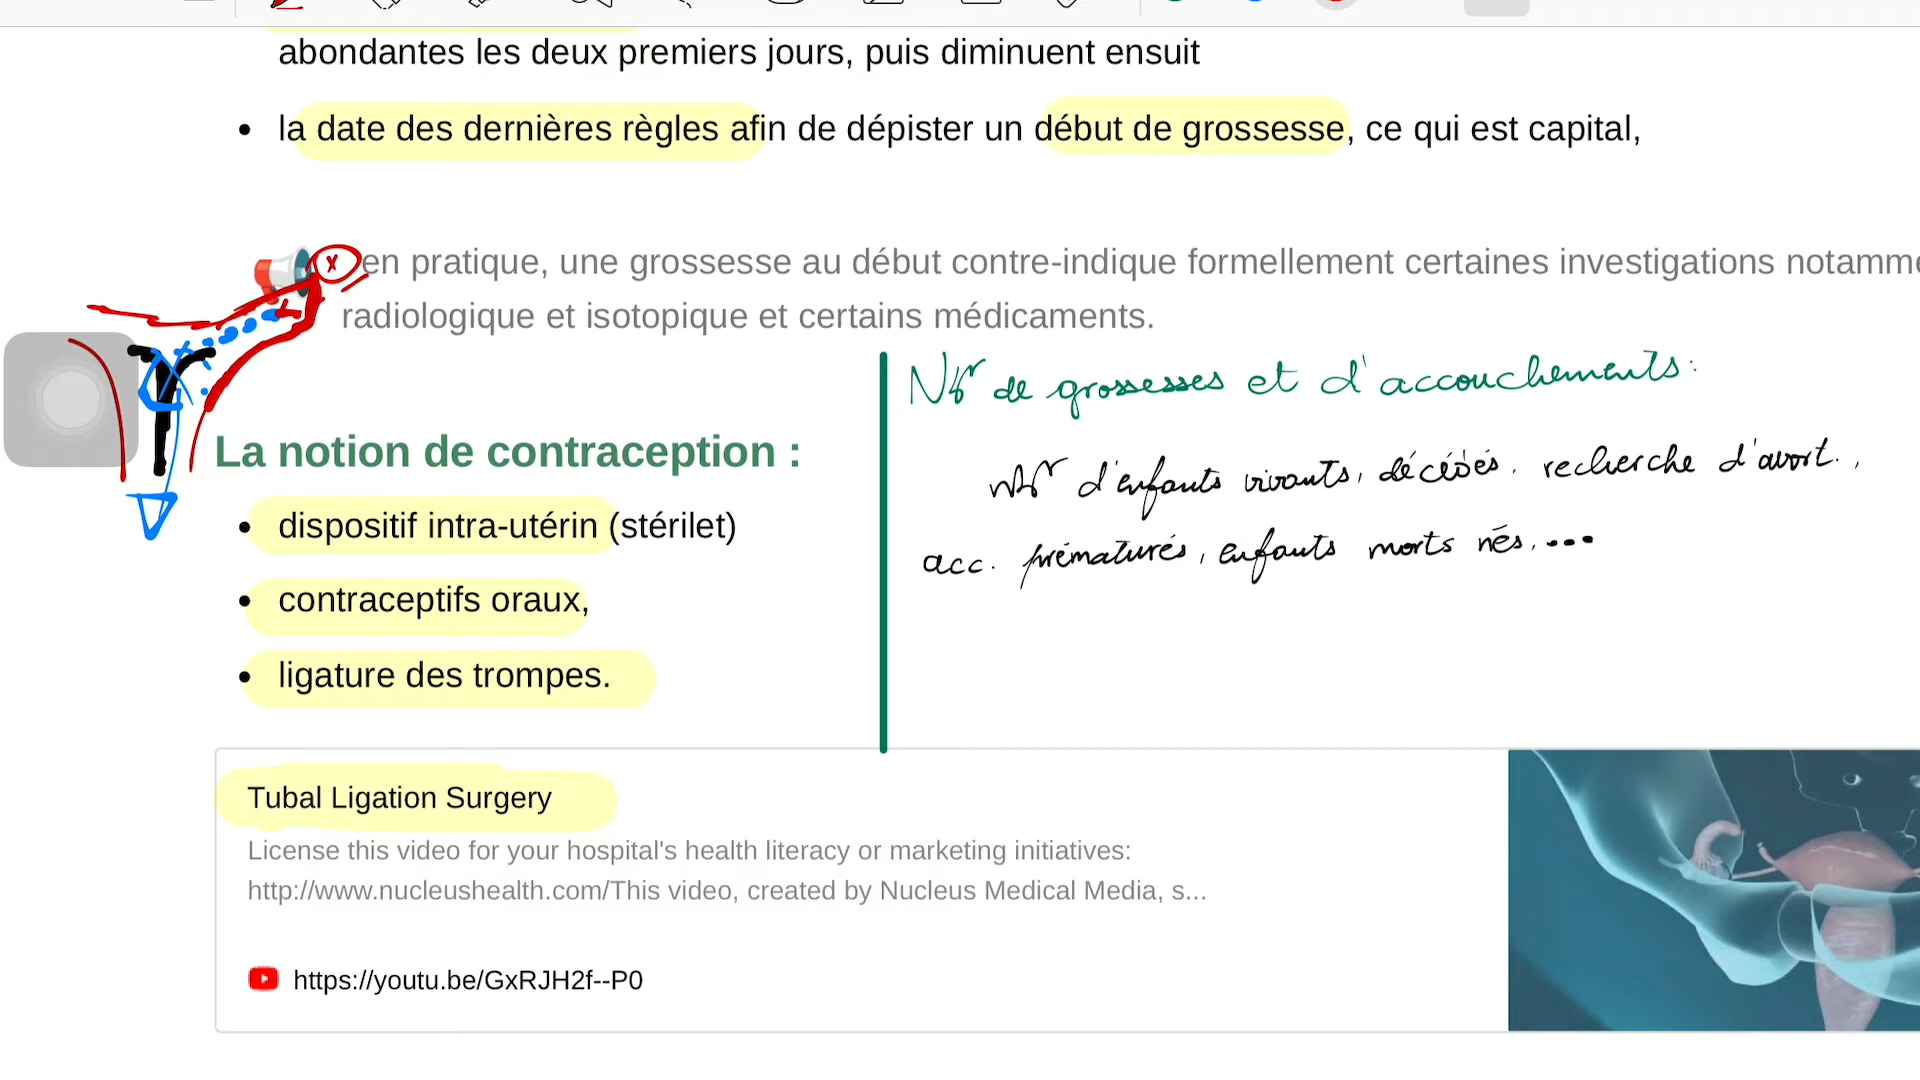 abondantes les deux premiers jours, puis diminuent ensuit
• la date des dernières règles afin de dépister un début de grossesse, ce qui est capital,
x
en pratique, une grossesse au début contre-indique formellement certaines investigations notamme
radiologique et isotopique et certains médicaments.
Nbr de grossesses et d'accouchements:
La notion de contraception :
nbr d'enfants vivants, décédés, recherche d'avort.,
• dispositif intra-utérin (stérilet)
acc. prématurés, enfants morts nés, ...
• contraceptifs oraux,
• ligature des trompes.
Tubal Ligation Surgery
License this video for your hospital's health literacy or marketing initiatives:
http://www.nucleushealth.com/This video, created by Nucleus Medical Media, s...
https://youtu.be/GxRJH2f--P0